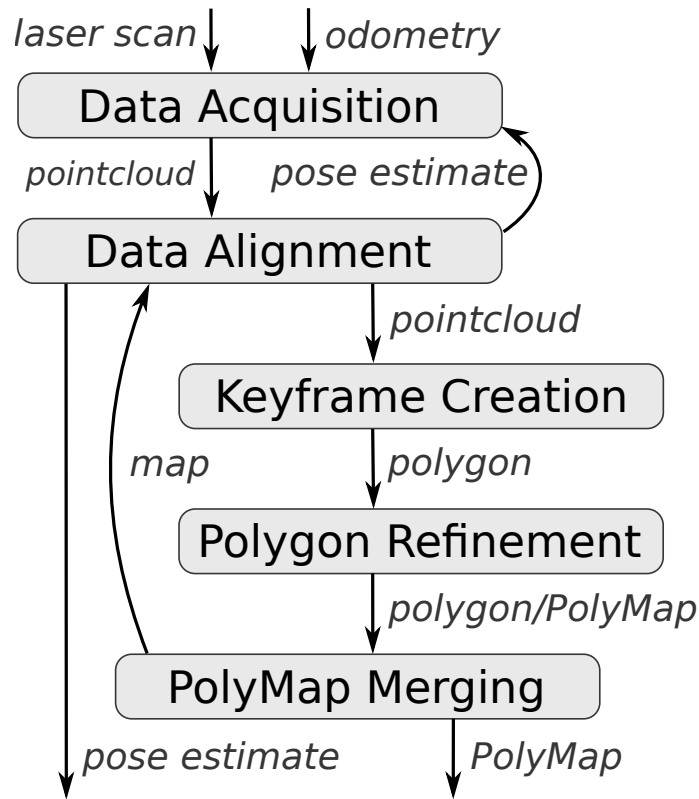 laser scan
odometry
Data Acquisition
pointcloud
pose estimate
Data Alignment
pointcloud
Keyframe Creation
map
polygon
Polygon Refinement
polygon/PolyMap
PolyMap Merging
pose estimate
PolyMap